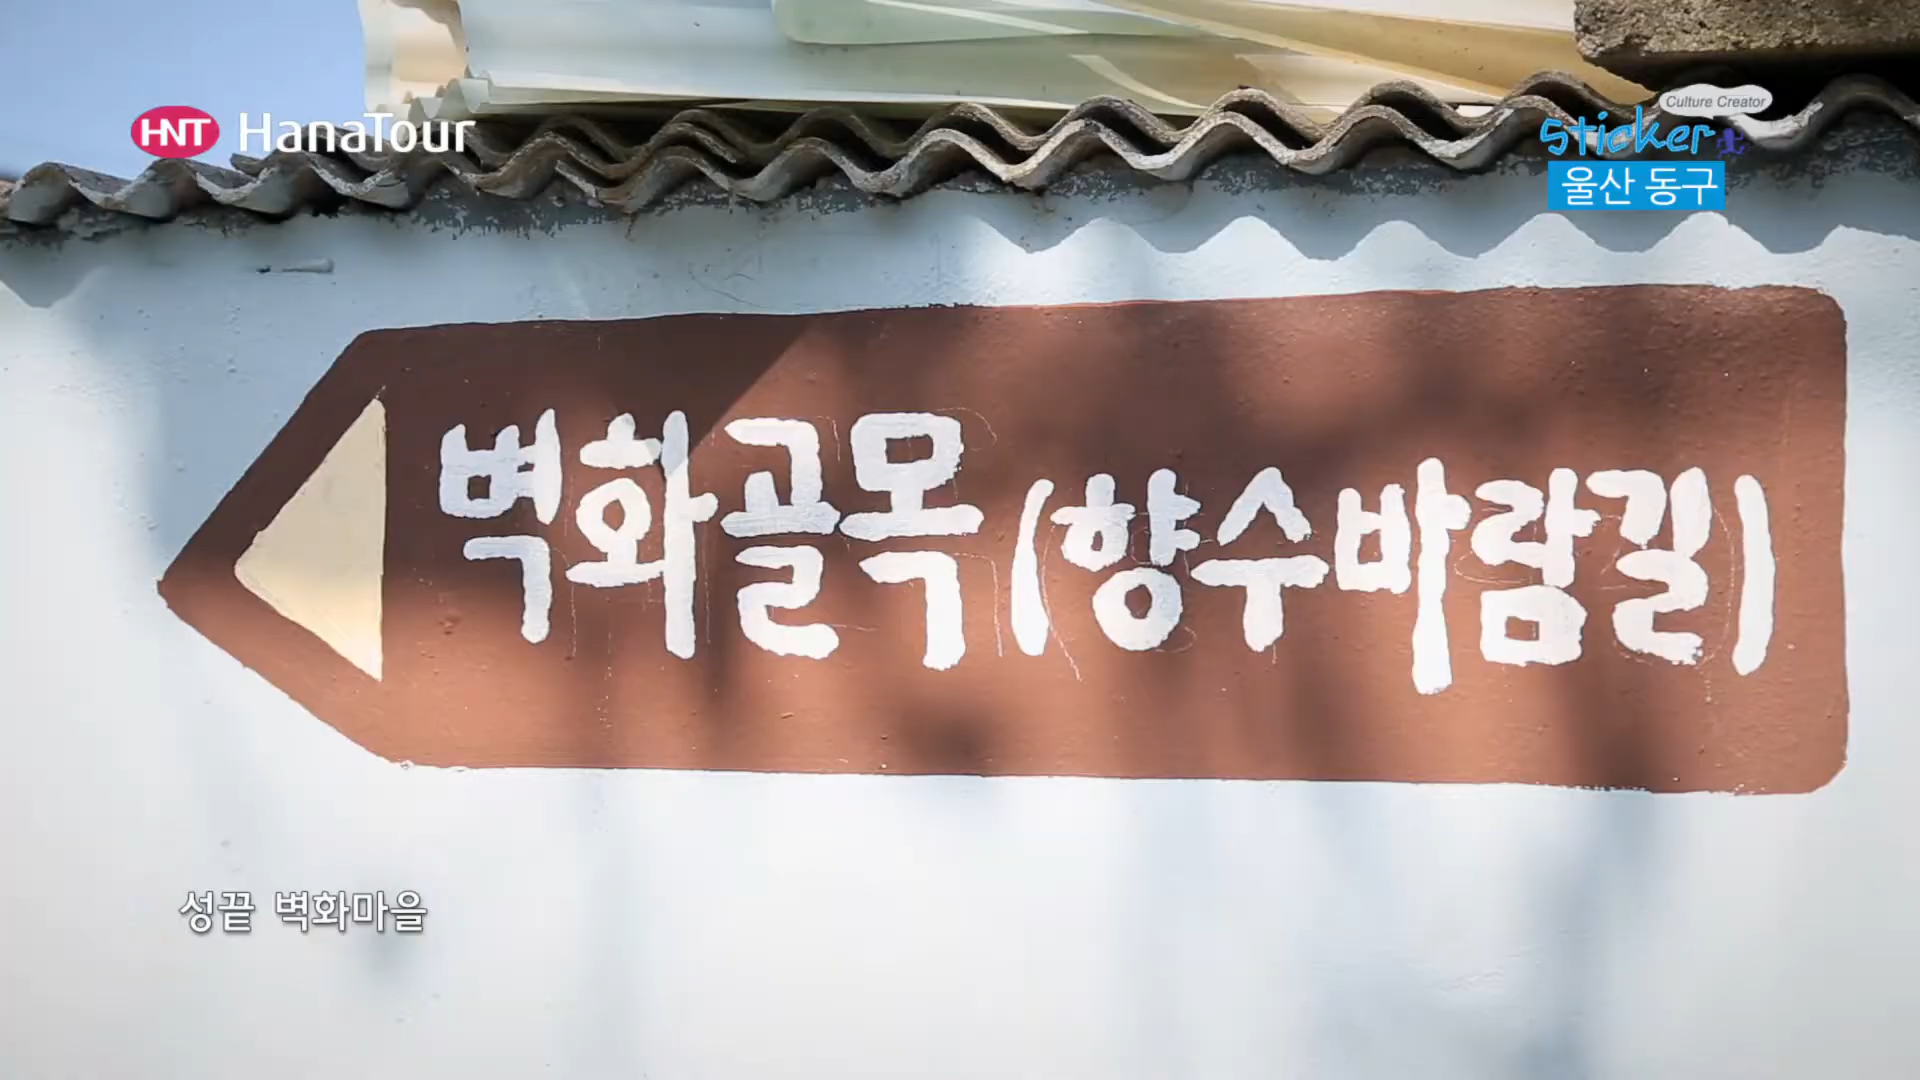 HNT HanaTour
Culture Creator
Sticker
울산 동구
벽화골목 (향수바람길)
성끝 벽화마을